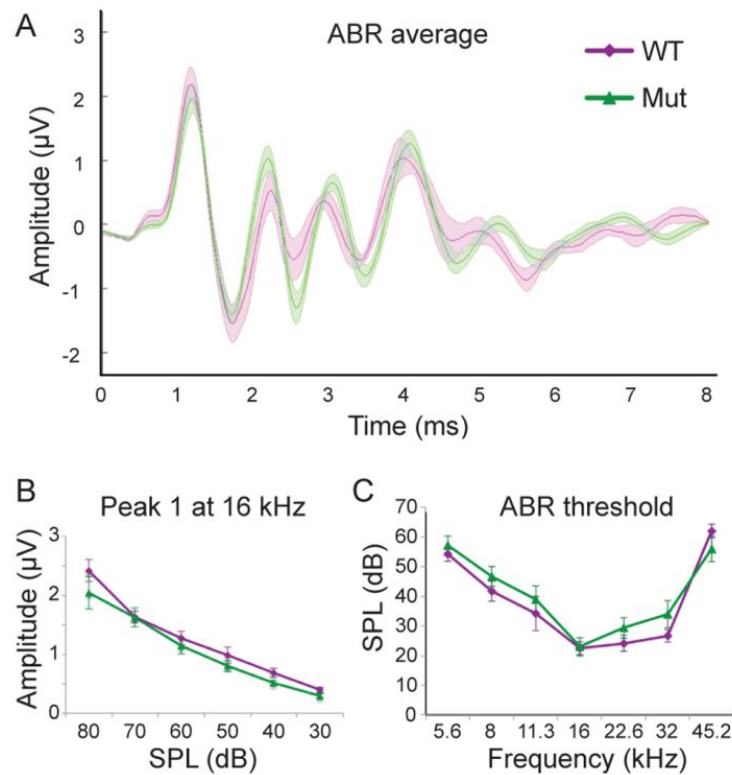 A
ABR average
WT
Mut
Amplitude (µV)
3
2
1
0
-1
-2
0 1 2 3 4 5 6 7 8
Time (ms)
B
Peak 1 at 16 kHz
Amplitude (µV)
3
2
1
0
80 70 60 50 40 30
SPL (dB)
C
ABR threshold
SPL (dB)
70
60
50
40
30
20
10
0
5.6 8 11.3 16 22.6 32 45.2
Frequency (kHz)